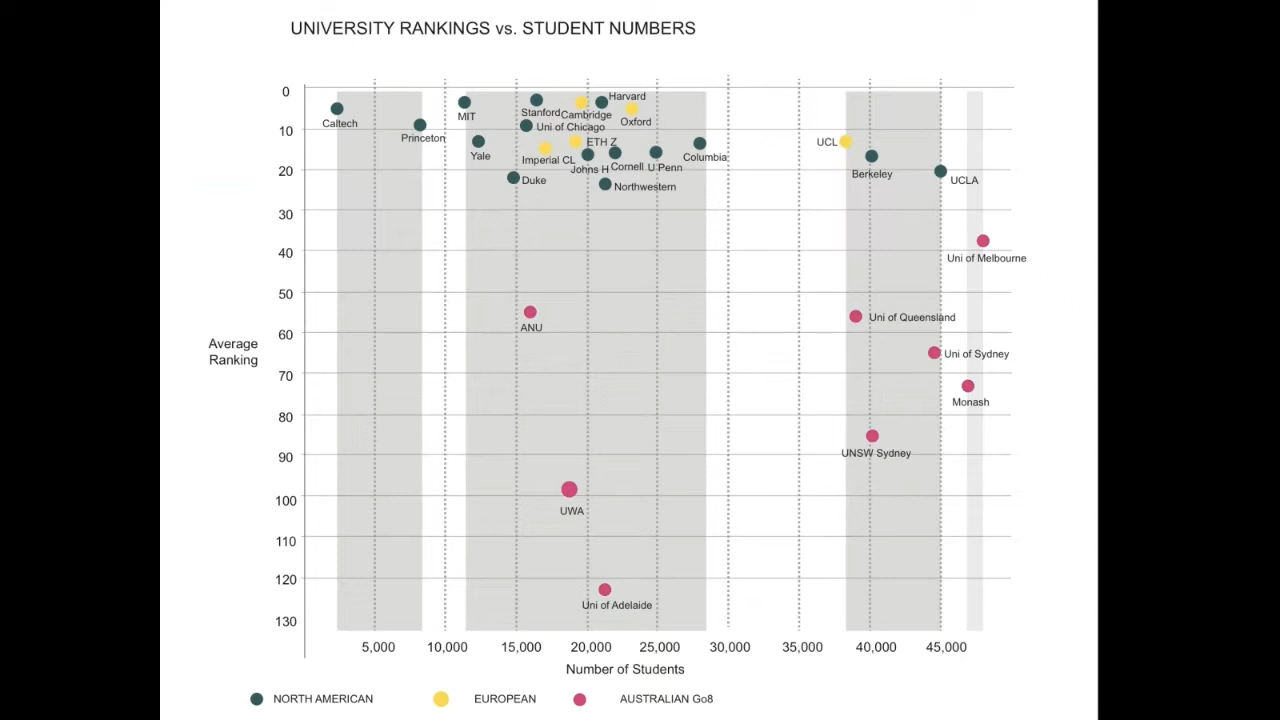 UNIVERSITY RANKINGS vs. STUDENT NUMBERS
0
10
20
30
40
50
60
70
80
90
100
110
120
130
Average
Ranking
Caltech
Princeton
MIT
Yale
Stanford
Cambridge
Harvard
Oxford
Uni of Chicago
ETH Z
Imperial CL
Johns H
Cornell
U Penn
Columbia
Duke
Northwestern
UCL
Berkeley
UCLA
Uni of Melbourne
ANU
Uni of Queensland
Uni of Sydney
Monash
UNSW Sydney
UWA
Uni of Adelaide
5,000
10,000
15,000
20,000
25,000
30,000
35,000
40,000
45,000
Number of Students
NORTH AMERICAN
EUROPEAN
AUSTRALIAN Go8